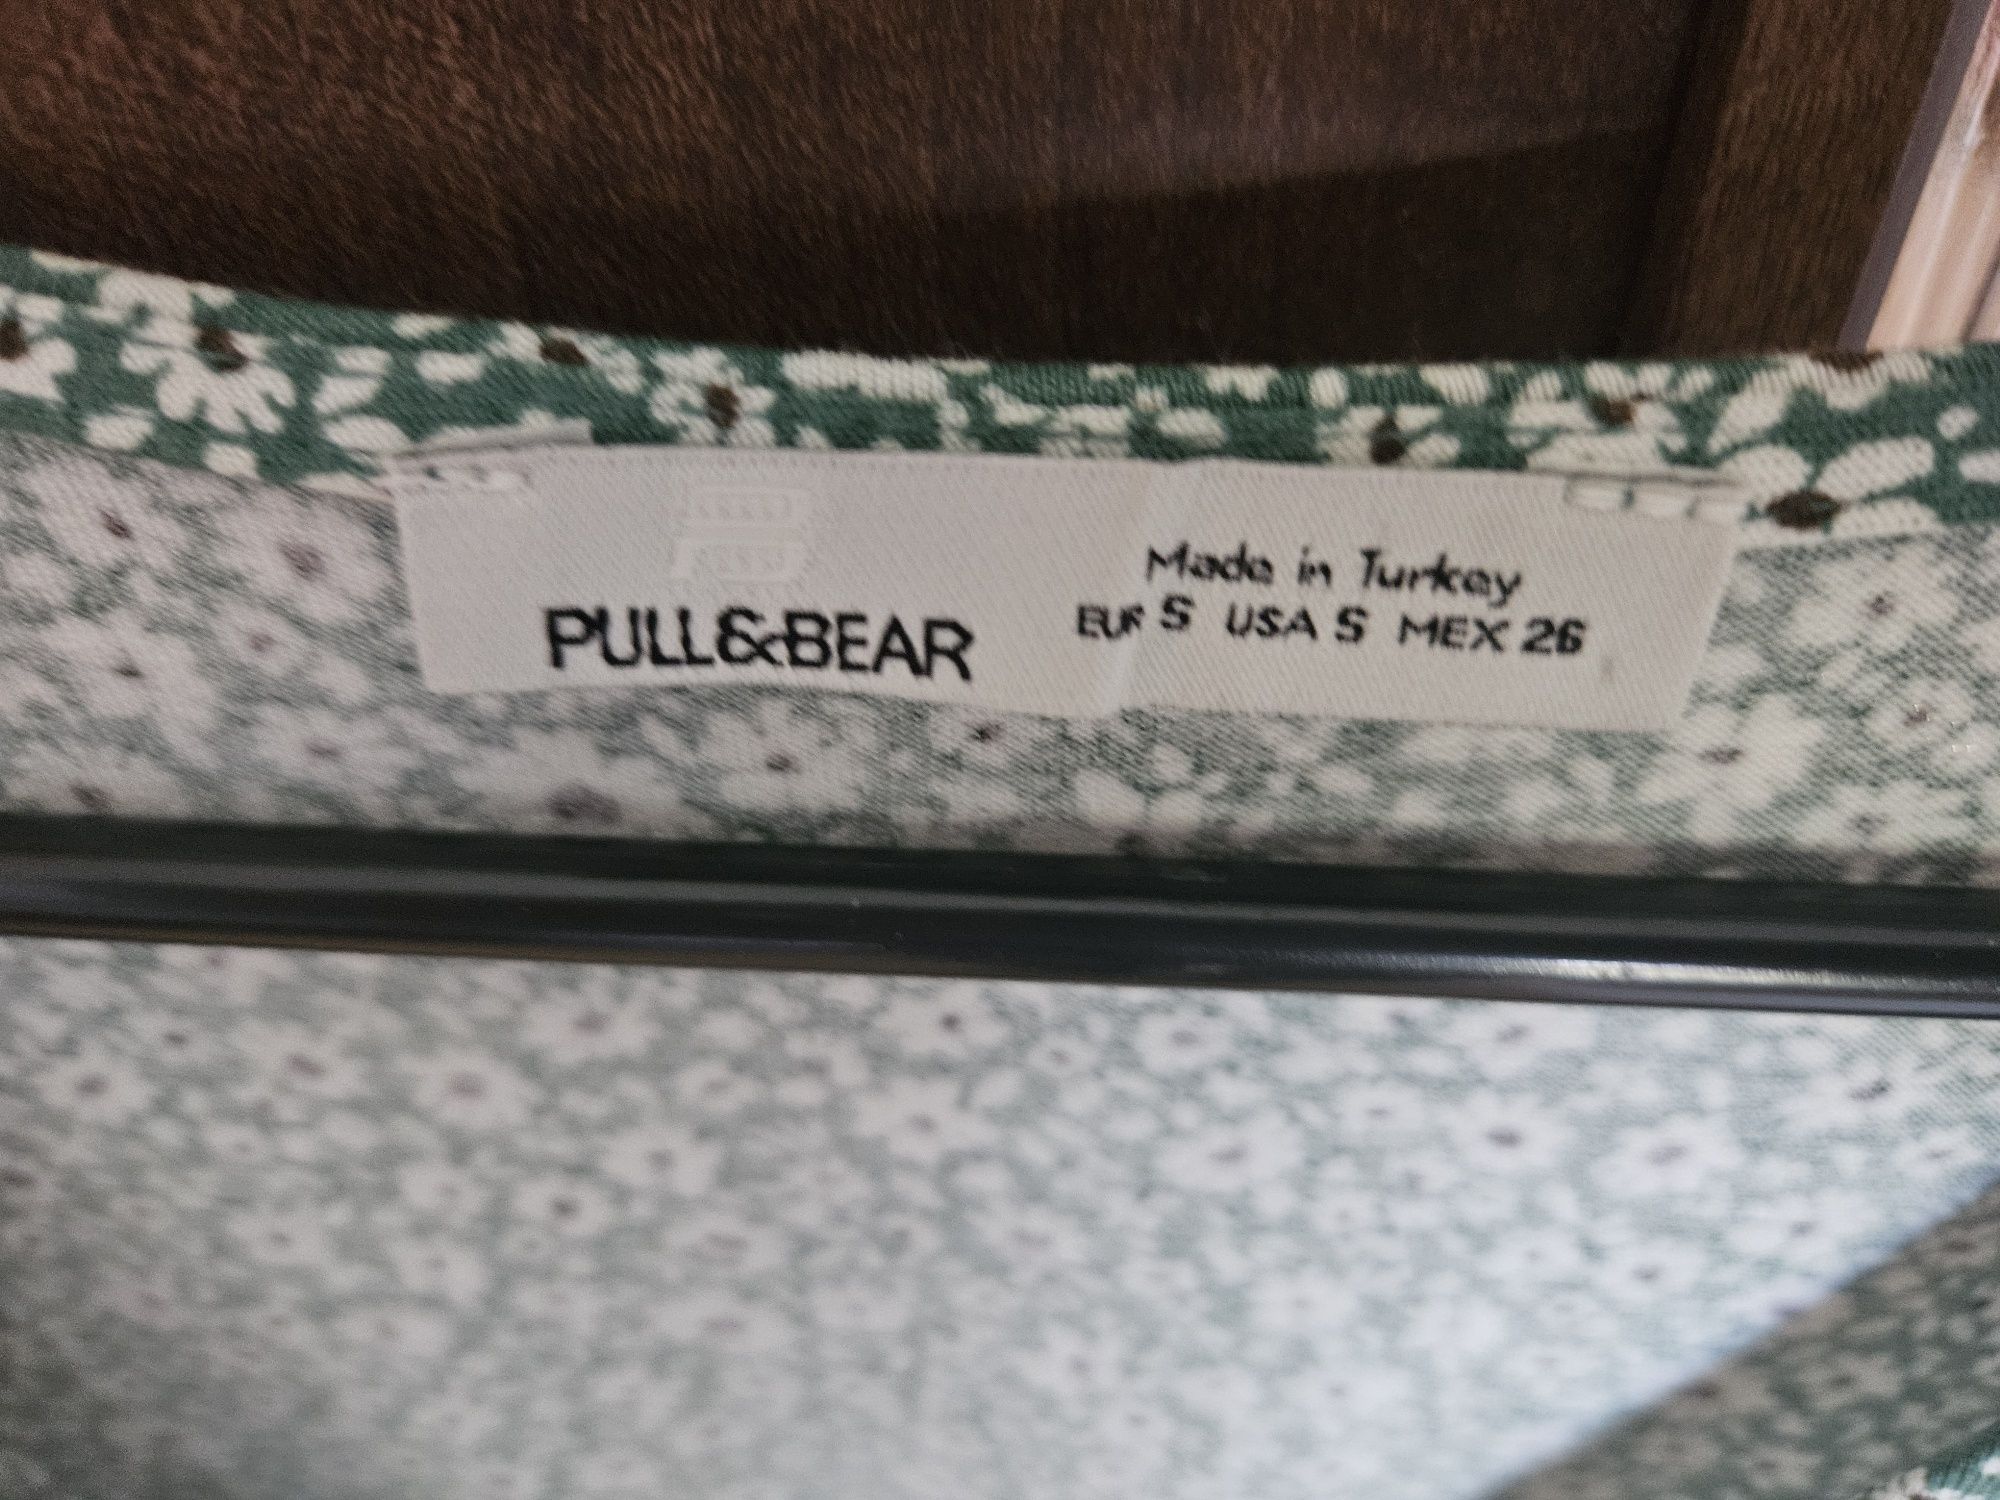 PULL&BEAR
Made in Turkey
EUR S USA S MEX 26